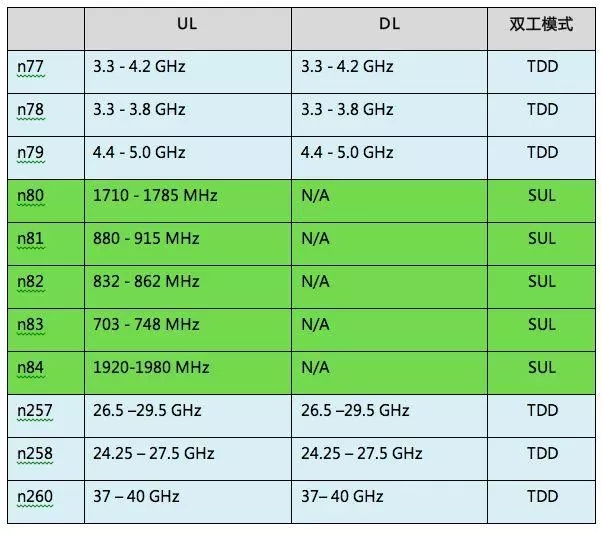 UL DL 双工模式
n77 3.3 - 4.2 GHz 3.3 - 4.2 GHz TDD
n78 3.3 - 3.8 GHz 3.3 - 3.8 GHz TDD
n79 4.4 - 5.0 GHz 4.4 - 5.0 GHz TDD
n80 1710 - 1785 MHz N/A SUL
n81 880 - 915 MHz N/A SUL
n82 832 - 862 MHz N/A SUL
n83 703 - 748 MHz N/A SUL
n84 1920-1980 MHz N/A SUL
n257 26.5 –29.5 GHz 26.5 –29.5 GHz TDD
n258 24.25 – 27.5 GHz 24.25 – 27.5 GHz TDD
n260 37 – 40 GHz 37– 40 GHz TDD